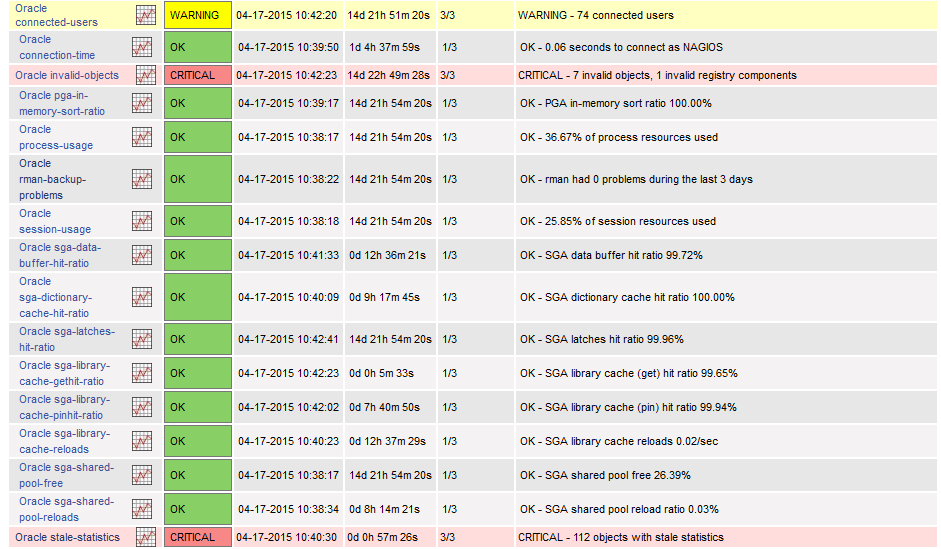 Oracle
connected-users WARNING 04-17-2015 10:42:20 14d 21h 51m 20s 3/3 WARNING - 74 connected users
Oracle
connection-time OK 04-17-2015 10:39:50 1d 4h 37m 59s 1/3 OK - 0.06 seconds to connect as NAGIOS
Oracle invalid-objects CRITICAL 04-17-2015 10:42:23 14d 22h 49m 28s 3/3 CRITICAL - 7 invalid objects, 1 invalid registry components
Oracle pga-in-
memory-sort-ratio OK 04-17-2015 10:39:17 14d 21h 54m 20s 1/3 OK - PGA in-memory sort ratio 100.00%
Oracle
process-usage OK 04-17-2015 10:38:17 14d 21h 54m 20s 1/3 OK - 36.67% of process resources used
Oracle
rman-backup-
problems OK 04-17-2015 10:38:22 14d 21h 54m 20s 1/3 OK - rman had 0 problems during the last 3 days
Oracle
session-usage OK 04-17-2015 10:38:18 14d 21h 54m 20s 1/3 OK - 25.85% of session resources used
Oracle sga-data-
buffer-hit-ratio OK 04-17-2015 10:41:33 0d 12h 36m 21s 1/3 OK - SGA data buffer hit ratio 99.72%
Oracle
sga-dictionary-
cache-hit-ratio OK 04-17-2015 10:40:09 0d 9h 17m 45s 1/3 OK - SGA dictionary cache hit ratio 100.00%
Oracle sga-latches-
hit-ratio OK 04-17-2015 10:42:41 14d 21h 54m 20s 1/3 OK - SGA latches hit ratio 99.96%
Oracle sga-library-
cache-gethit-ratio OK 04-17-2015 10:42:23 0d 0h 5m 33s 1/3 OK - SGA library cache (get) hit ratio 99.65%
Oracle sga-library-
cache-pinhit-ratio OK 04-17-2015 10:42:02 0d 7h 40m 50s 1/3 OK - SGA library cache (pin) hit ratio 99.94%
Oracle sga-library-
cache-reloads OK 04-17-2015 10:40:23 0d 12h 37m 29s 1/3 OK - SGA library cache reloads 0.02/sec
Oracle sga-shared-
pool-free OK 04-17-2015 10:38:17 14d 21h 54m 20s 1/3 OK - SGA shared pool free 26.39%
Oracle sga-shared-
pool-reloads OK 04-17-2015 10:38:34 0d 8h 14m 21s 1/3 OK - SGA shared pool reload ratio 0.03%
Oracle stale-statistics CRITICAL 04-17-2015 10:40:30 0d 0h 57m 26s 3/3 CRITICAL - 112 objects with stale statistics